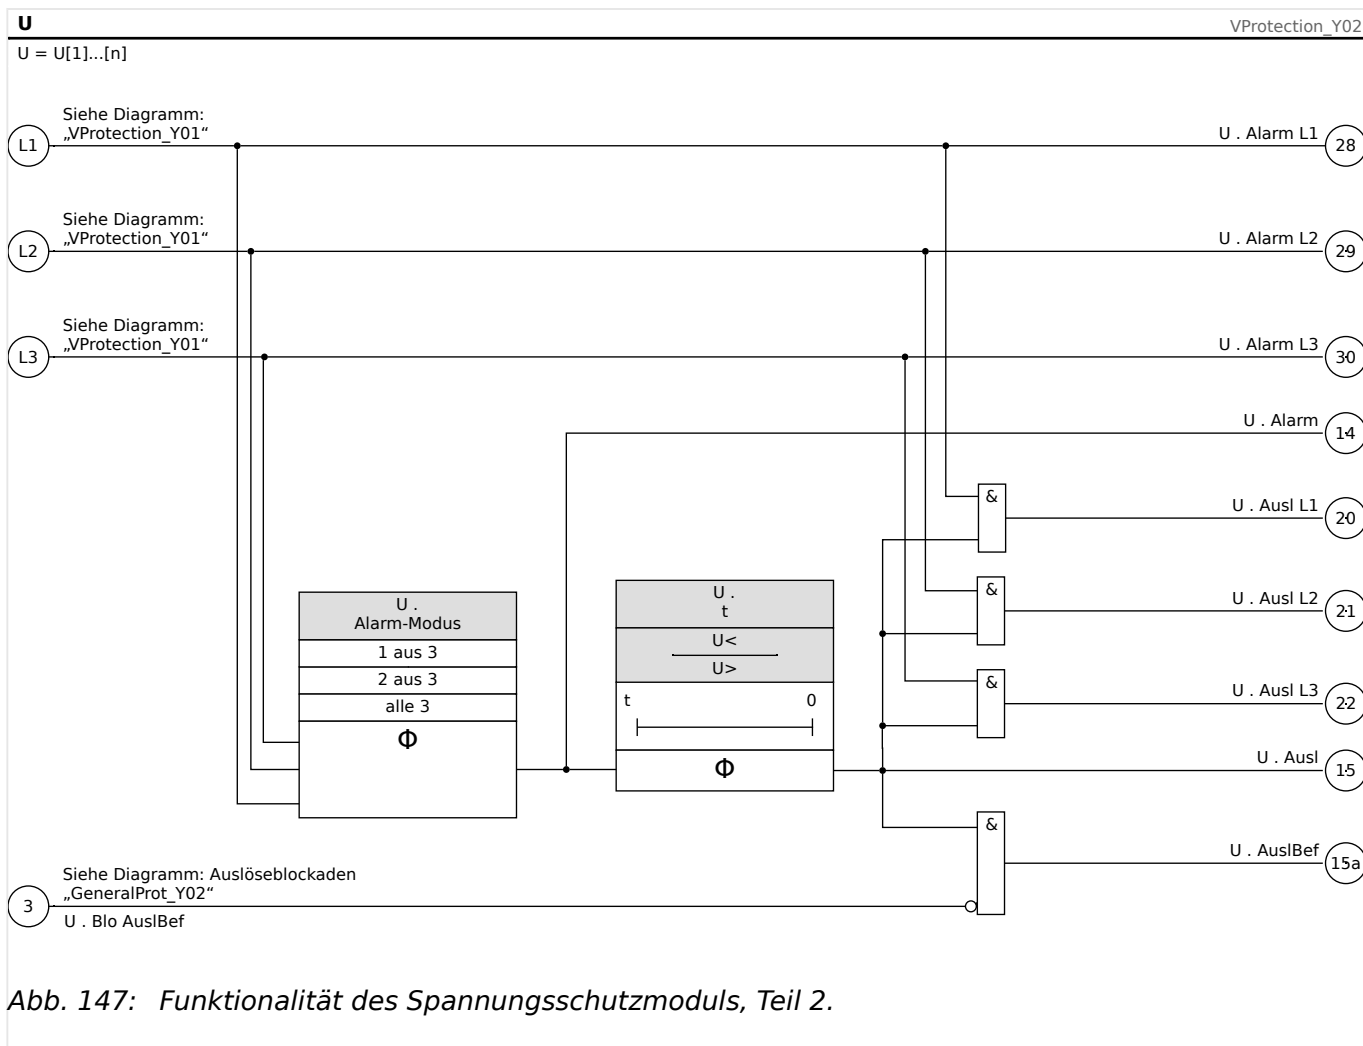 U
VProtection_Y02
U = U[1]...[n]
Siehe Diagramm:
„VProtection_Y01“
L1
U . Alarm L1
28
Siehe Diagramm:
„VProtection_Y01“
L2
U . Alarm L2
29
Siehe Diagramm:
„VProtection_Y01“
L3
U . Alarm L3
30
U . Alarm
14
&
U . Ausl L1
20
&
U . Ausl L2
21
&
U . Ausl L3
22
U .
Alarm-Modus
1 aus 3
2 aus 3
alle 3
Φ
U .
t
U<
U>
t 0
Φ
U . Ausl
15
&
U . AuslBef
15a
Siehe Diagramm: Auslöseblockaden
„GeneralProt_Y02“
3
U . Blo AuslBef
Abb. 147: Funktionalität des Spannungsschutzmoduls, Teil 2.